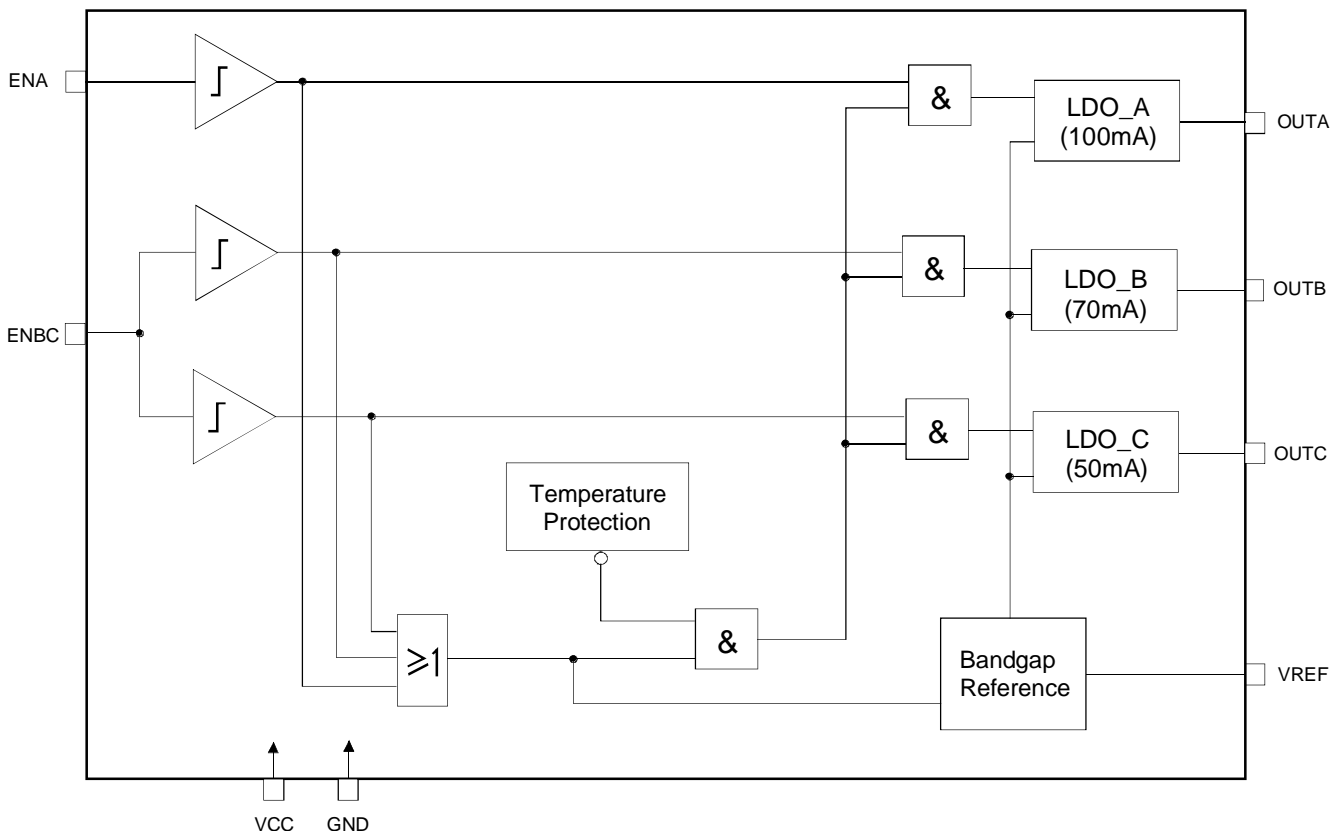 ENA
&
LDO_A
(100mA)
OUTA
&
LDO_B
(70mA)
OUTB
ENBC
&
LDO_C
(50mA)
OUTC
Temperature
Protection
&
≥1
Bandgap
Reference
VREF
VCC
GND